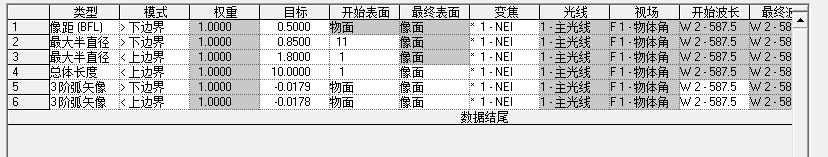 类型 模式 权重 目标 开始表面 最终表面 变焦 光线 视场 开始波长 最终波
1 像距 (BFL) > 下边界 1.0000 0.5000 物面 像面 * 1 - NEI 1 - 主光线 F 1 - 物体角 W 2 - 587.5 W 2 - 58
2 最大半直径 > 下边界 1.0000 0.8500 11 像面 * 1 - NEI 1 - 主光线 F 1 - 物体角 W 2 - 587.5 W 2 - 58
3 最大半直径 < 上边界 1.0000 1.8000 1 像面 * 1 - NEI 1 - 主光线 F 1 - 物体角 W 2 - 587.5 W 2 - 58
4 总体长度 < 上边界 1.0000 10.0000 1 像面 * 1 - NEI 1 - 主光线 F 1 - 物体角 W 2 - 587.5 W 2 - 58
5 3阶弧矢像 > 下边界 1.0000 -0.0179 物面 像面 * 1 - NEI 1 - 主光线 F 1 - 物体角 W 2 - 587.5 W 2 - 58
6 3阶弧矢像 < 上边界 1.0000 -0.0178 物面 像面 * 1 - NEI 1 - 主光线 F 1 - 物体角 W 2 - 587.5 W 2 - 58
数据结尾